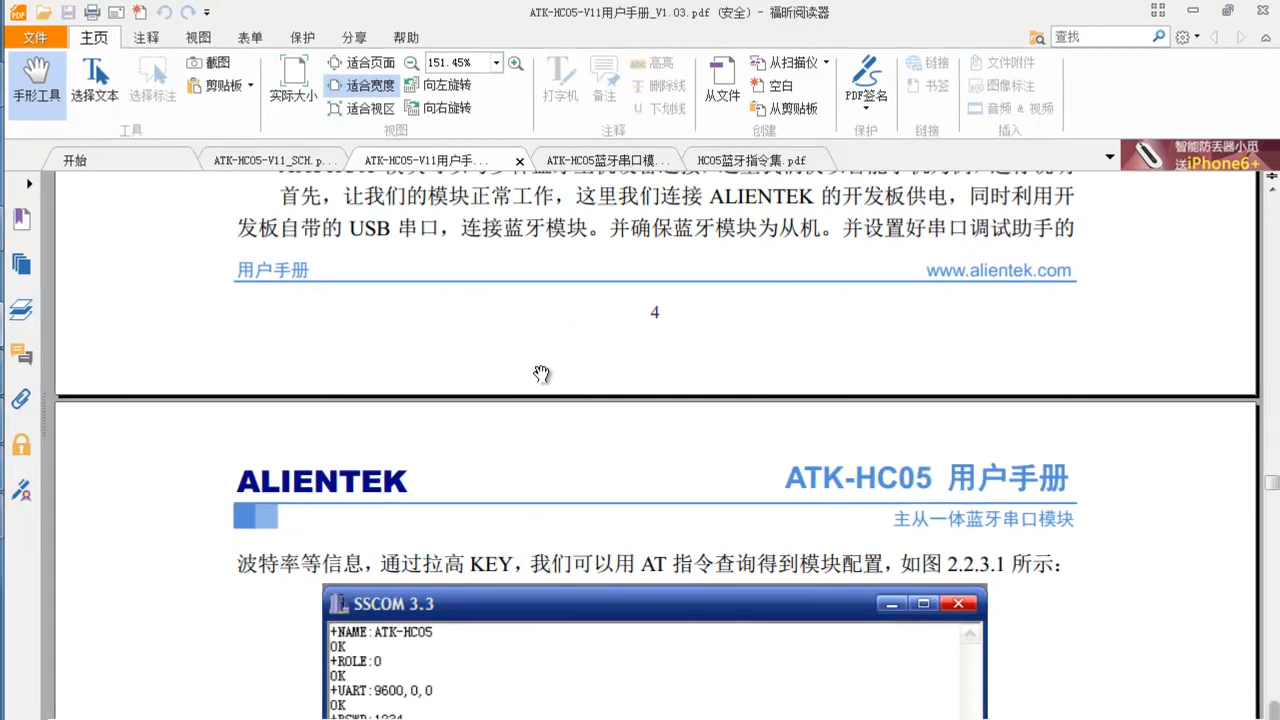 ATK-HC05-V11用户手册_V1.03.pdf (安全) - 福昕阅读器
文件 主页 注释 视图 表单 保护 分享 帮助
查找
手形工具
选择文本
选择标注
截图
剪贴板
工具
实际大小
适合页面
适合宽度
适合视区
151.45%
向左旋转
向右旋转
视图
打字机
备注
高亮
删除线
下划线
注释
从文件
从扫描仪
空白
从剪贴板
创建
PDF签名
保护
链接
书签
链接
文件附件
图像标注
音频 & 视频
插入
开始
ATK-HC05-V11_SCH.p...
ATK-HC05-V11用户手...
ATK-HC05蓝牙串口模...
HC05蓝牙指令集.pdf
智能防丢器小迅
送iPhone6+
首先，让我们的模块正常工作，这里我们连接 ALIENTEK 的开发板供电，同时利用开
发板自带的 USB 串口，连接蓝牙模块。并确保蓝牙模块为从机。并设置好串口调试助手的
用户手册 www.alientek.com
4
ALIENTEK ATK-HC05 用户手册
主从一体蓝牙串口模块
波特率等信息，通过拉高 KEY，我们可以用 AT 指令查询得到模块配置，如图 2.2.3.1 所示：
SSCOM 3.3
+NAME:ATK-HC05
OK
+ROLE:0
OK
+UART:9600,0,0
OK